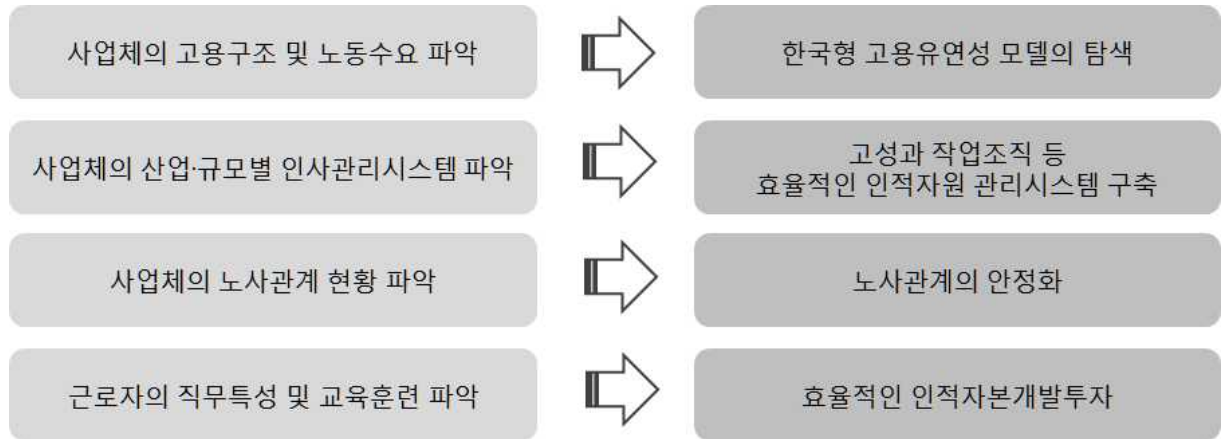 사업체의 고용구조 및 노동수요 파악
한국형 고용유연성 모델의 탐색
사업체의 산업·규모별 인사관리시스템 파악
고성과 작업조직 등
효율적인 인적자원 관리시스템 구축
사업체의 노사관계 현황 파악
노사관계의 안정화
근로자의 직무특성 및 교육훈련 파악
효율적인 인적자본개발투자